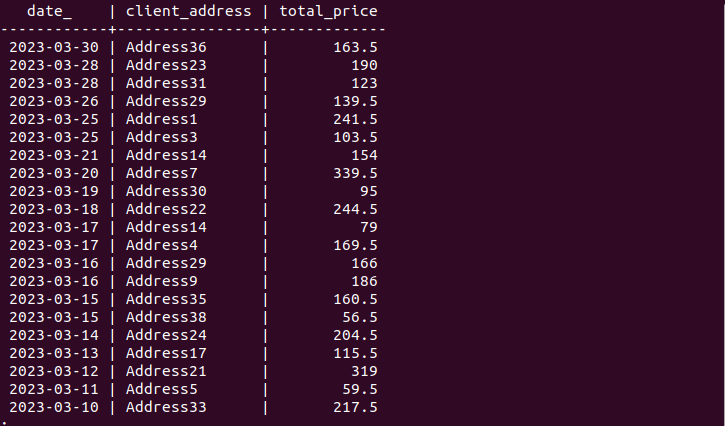 date_    | client_address | total_price
------------+----------------+-------------
 2023-03-30 | Address36      |       163.5
 2023-03-28 | Address23      |         190
 2023-03-28 | Address31      |         123
 2023-03-26 | Address29      |       139.5
 2023-03-25 | Address1       |       241.5
 2023-03-25 | Address3       |       103.5
 2023-03-21 | Address14      |         154
 2023-03-20 | Address7       |       339.5
 2023-03-19 | Address30      |          95
 2023-03-18 | Address22      |       244.5
 2023-03-17 | Address14      |          79
 2023-03-17 | Address4       |       169.5
 2023-03-16 | Address29      |         166
 2023-03-16 | Address9       |         186
 2023-03-15 | Address35      |       160.5
 2023-03-15 | Address38      |        56.5
 2023-03-14 | Address24      |       204.5
 2023-03-13 | Address17      |       115.5
 2023-03-12 | Address21      |         319
 2023-03-11 | Address5       |        59.5
 2023-03-10 | Address33      |       217.5